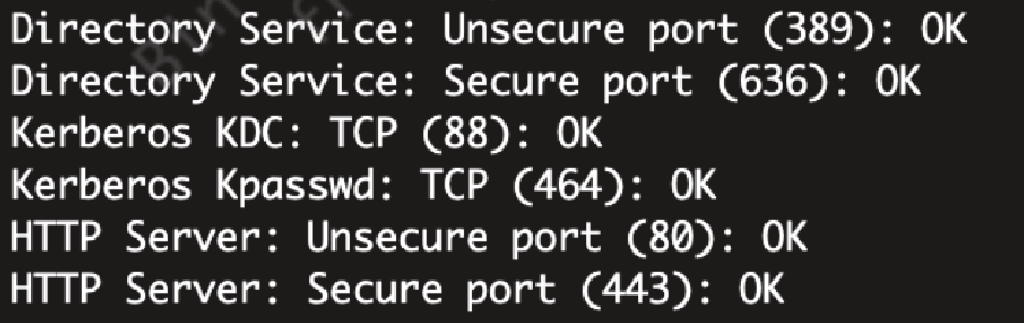 Directory Service: Unsecure port (389): OK
Directory Service: Secure port (636): OK
Kerberos KDC: TCP (88): OK
Kerberos Kpasswd: TCP (464): OK
HTTP Server: Unsecure port (80): OK
HTTP Server: Secure port (443): OK